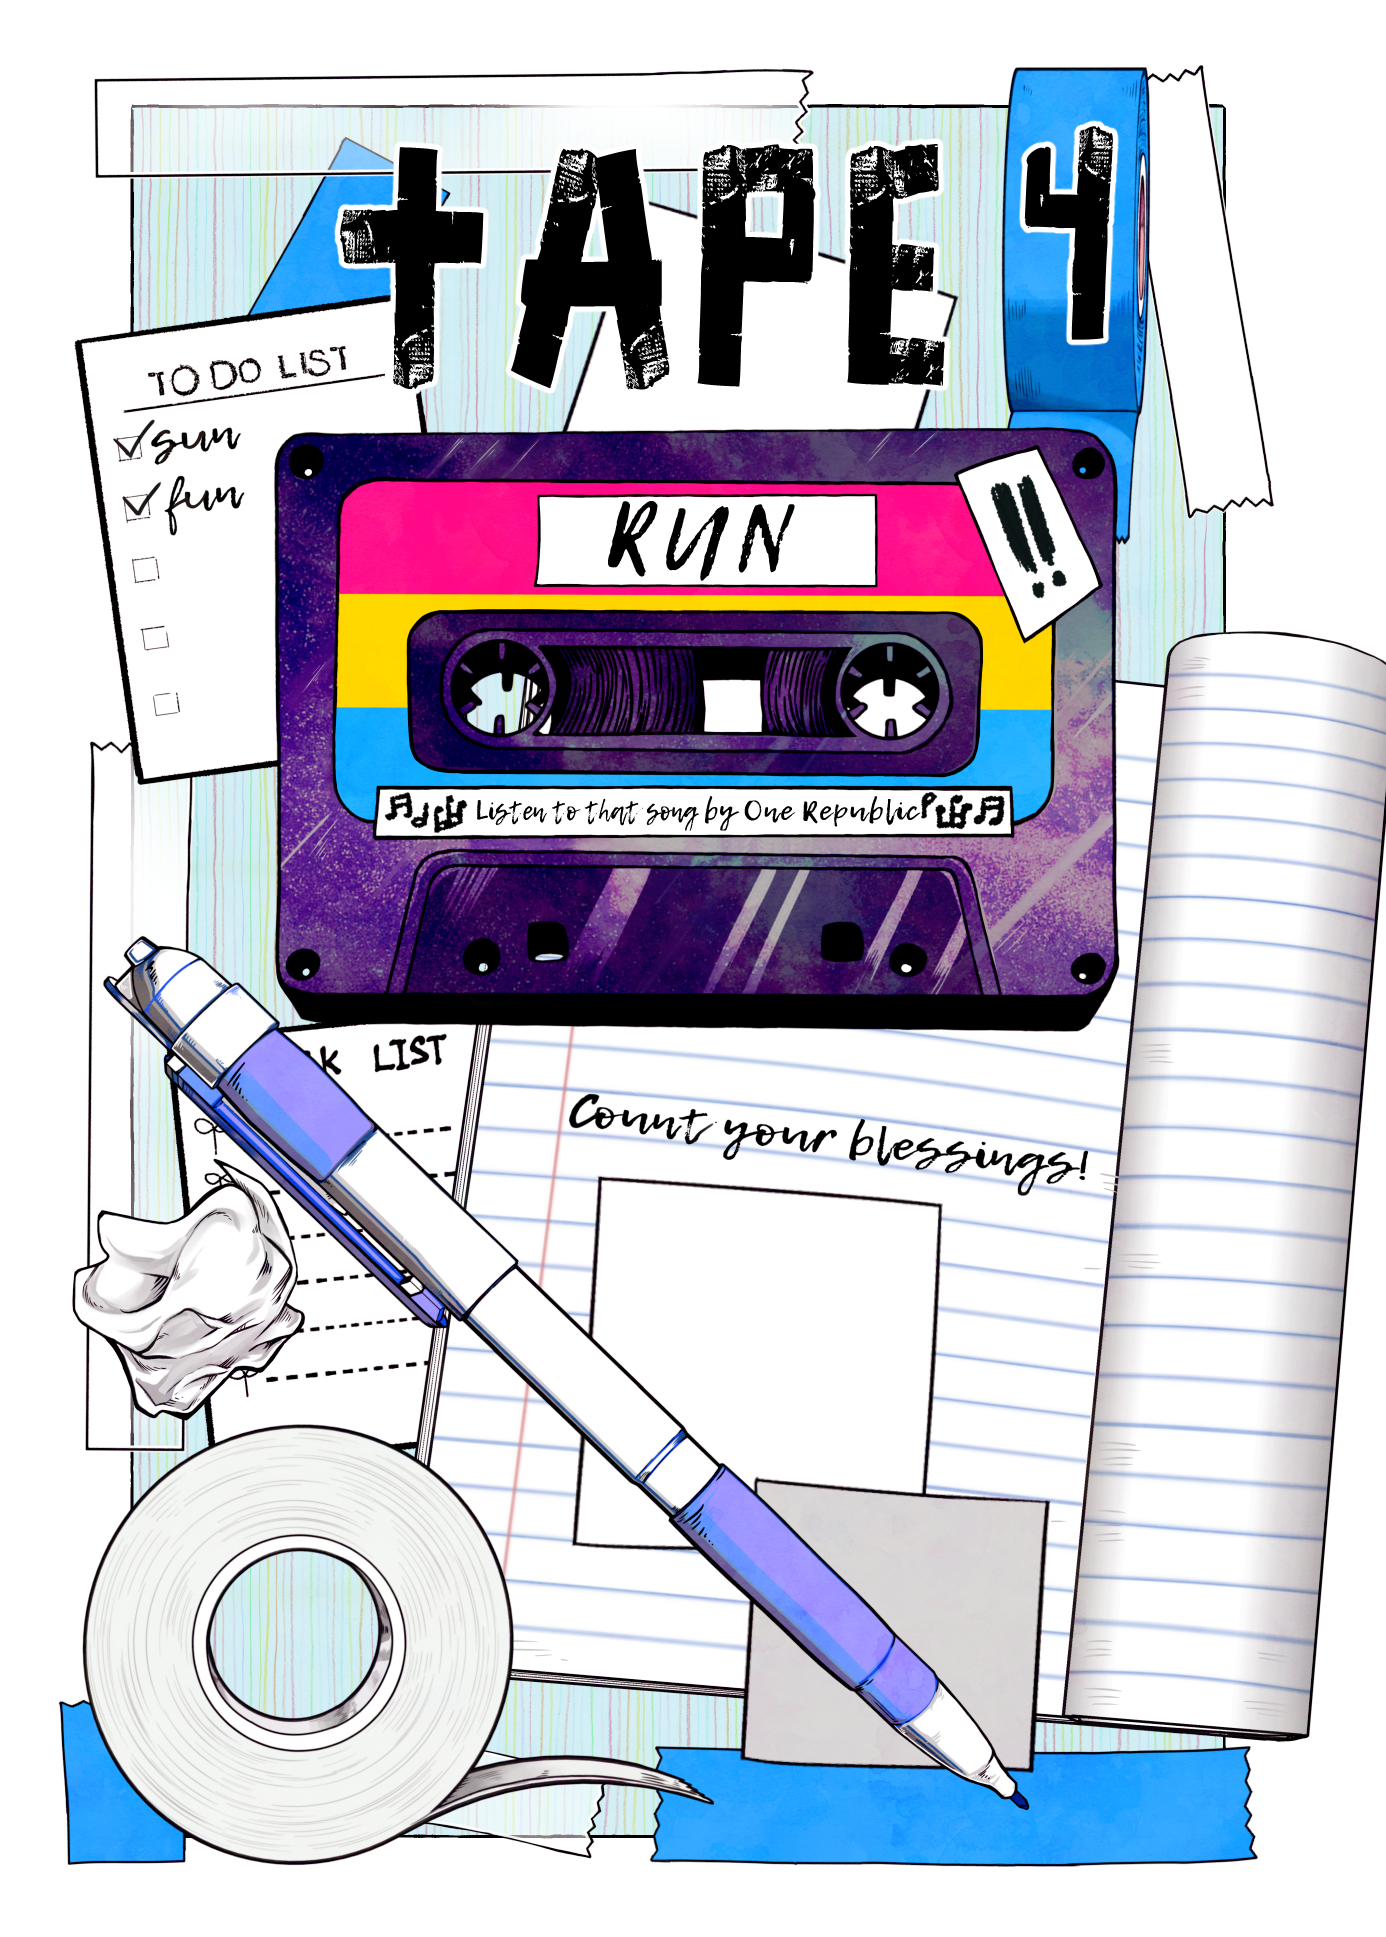 tAPE 4
TO DO LIST
sun
fun
RUN
!!
Listen to that song by One Republic
LIST
Count your blessings!